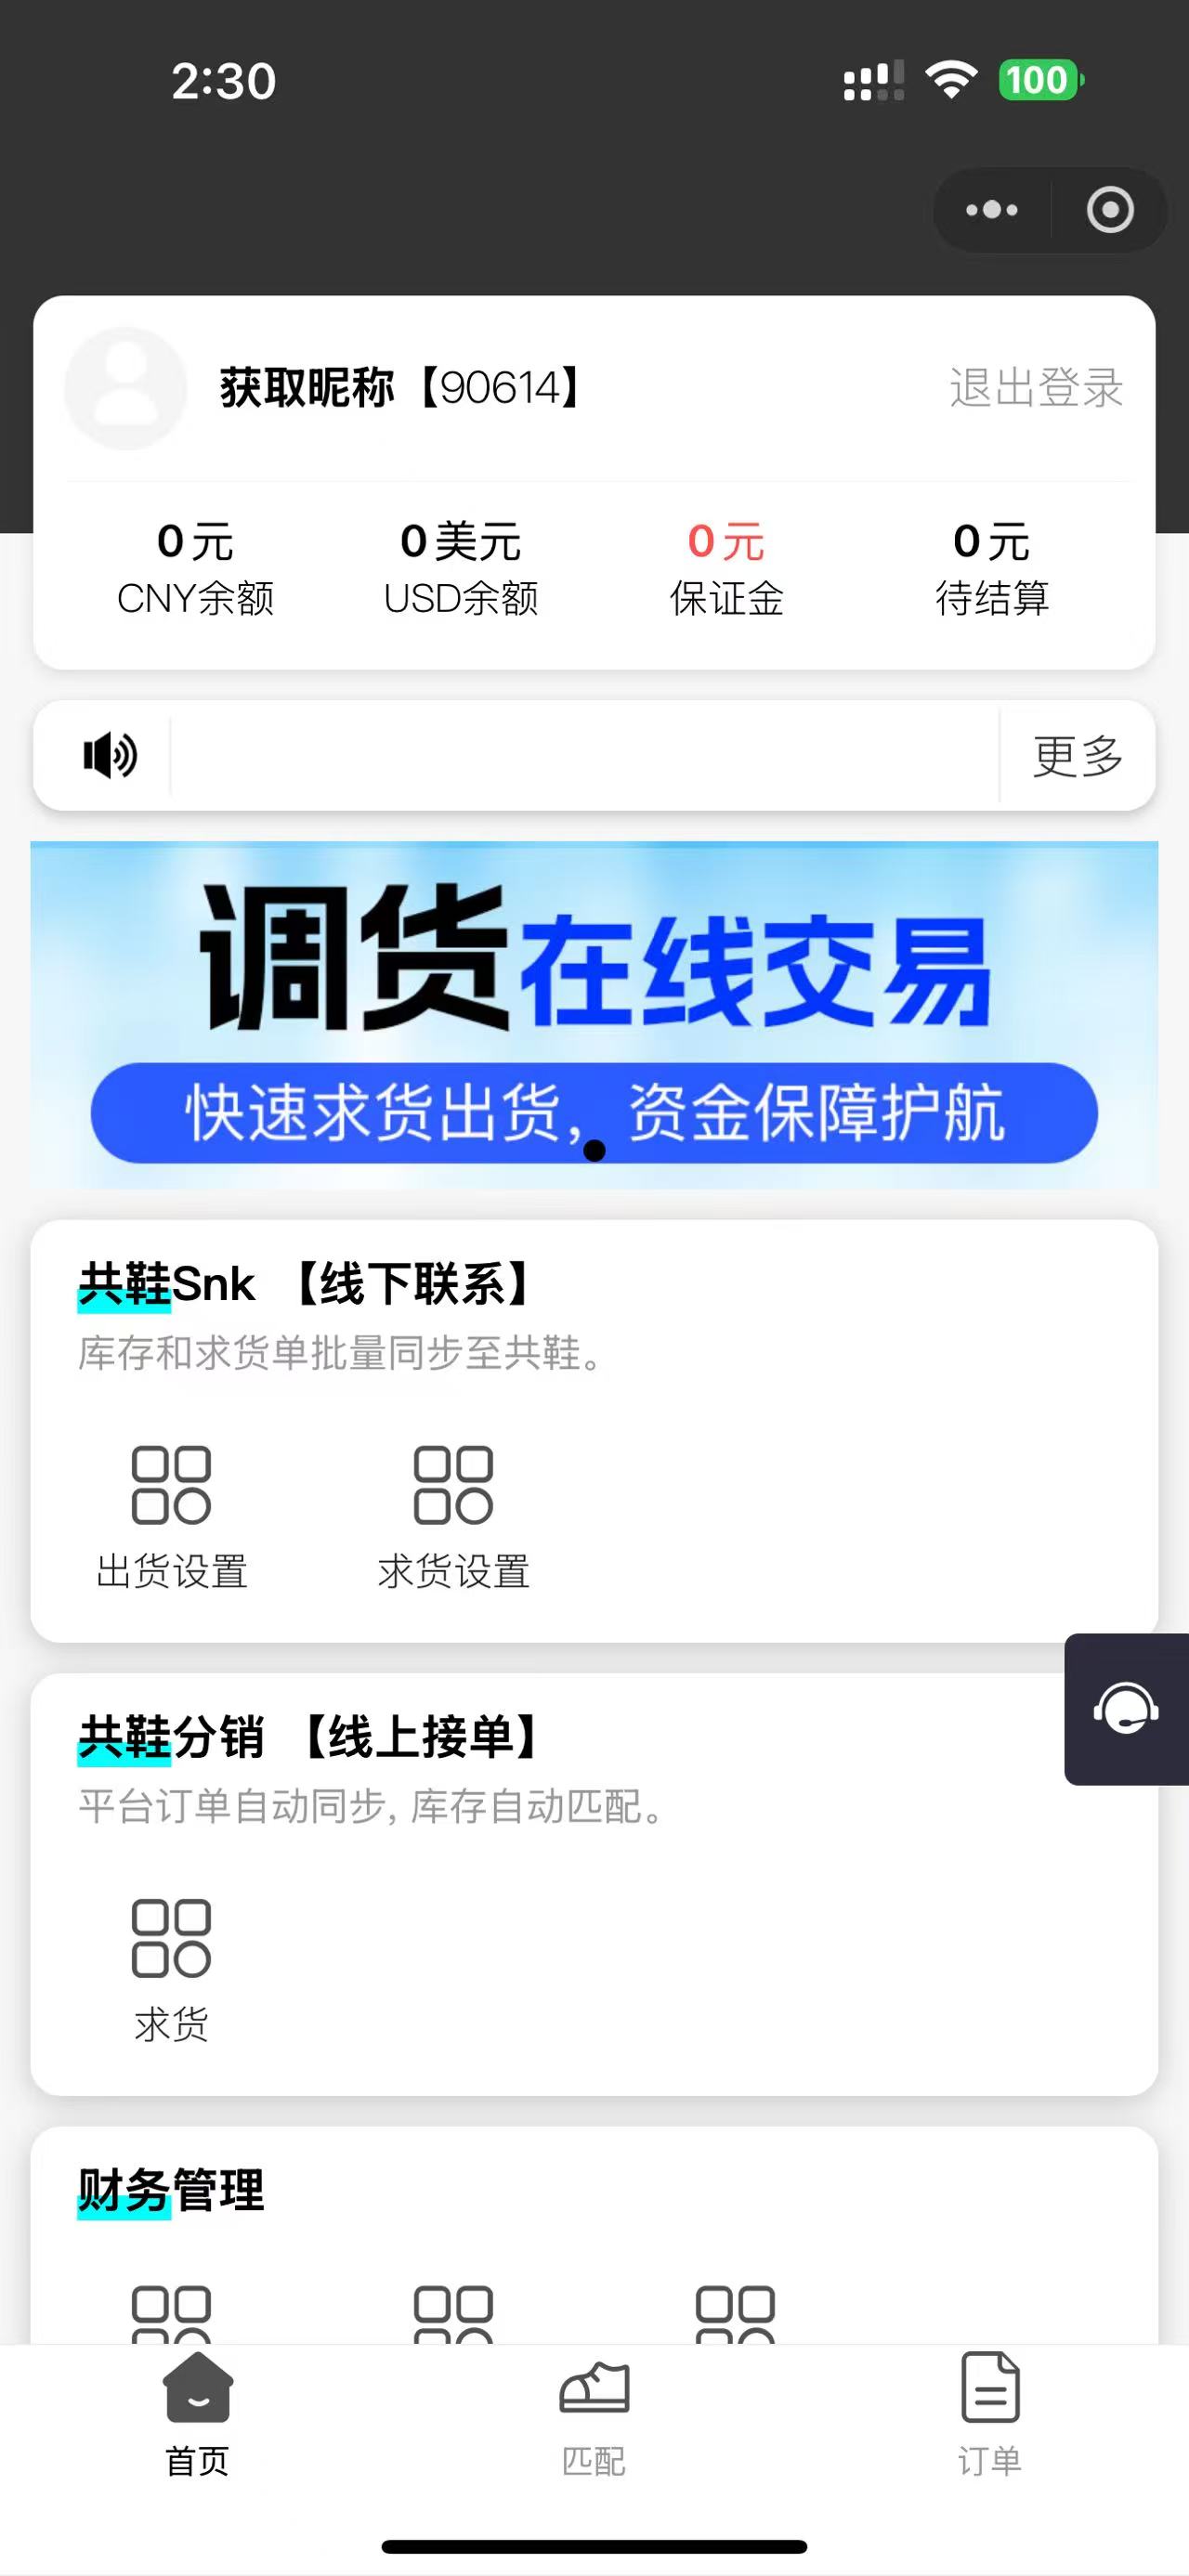 2:30
100
获取昵称【90614】
退出登录
0元 0美元 0元 0元
CNY余额 USD余额 保证金 待结算
更多
调货在线交易
快速求货出货，资金保障护航
共鞋Snk 【线下联系】
库存和求货单批量同步至共鞋。
出货设置 求货设置
共鞋分销 【线上接单】
平台订单自动同步, 库存自动匹配。
求货
财务管理
首页 匹配 订单